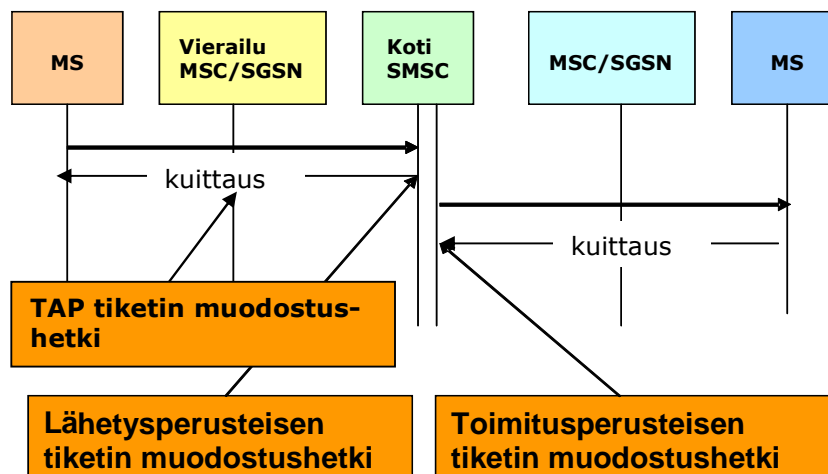 MS
Vierailu
MSC/SGSN
Koti
SMSC
MSC/SGSN
MS
kuittaus
kuittaus
TAP tiketin muodostus-
hetki
Lähetysperusteisen
tiketin muodostushetki
Toimitusperusteisen
tiketin muodostushetki